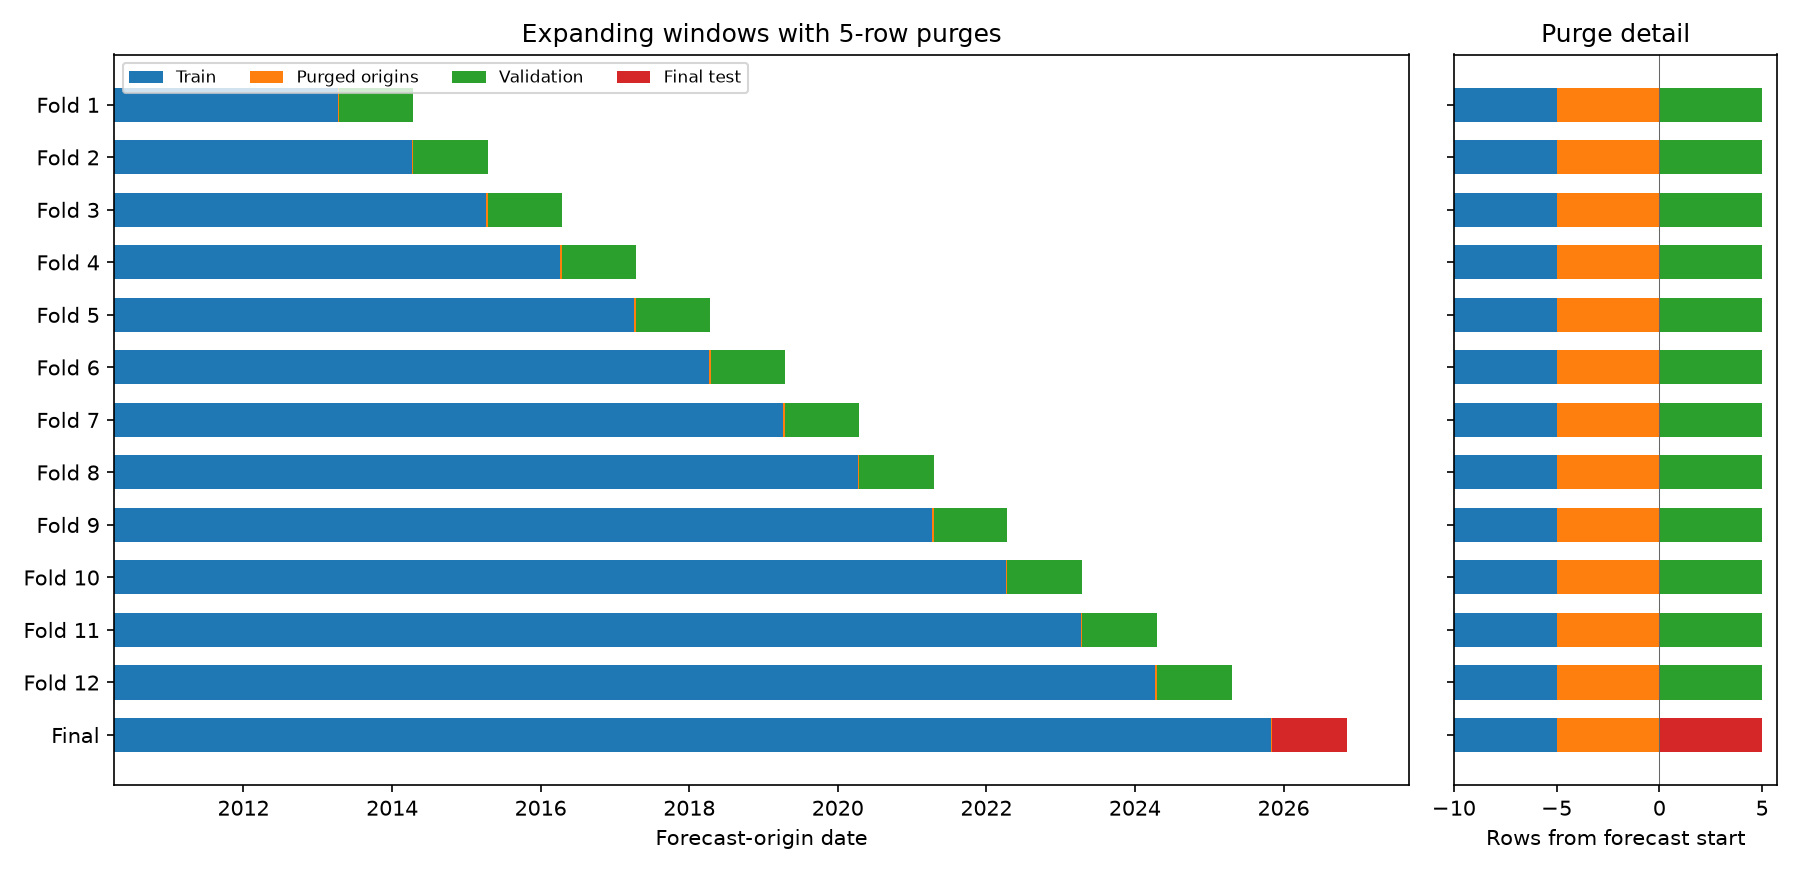 Expanding windows with 5-row purges
Train Purged origins Validation Final test
Fold 1
Fold 2
Fold 3
Fold 4
Fold 5
Fold 6
Fold 7
Fold 8
Fold 9
Fold 10
Fold 11
Fold 12
Final
2012 2014 2016 2018 2020 2022 2024 2026
Forecast-origin date
Purge detail
−10 −5 0 5
Rows from forecast start